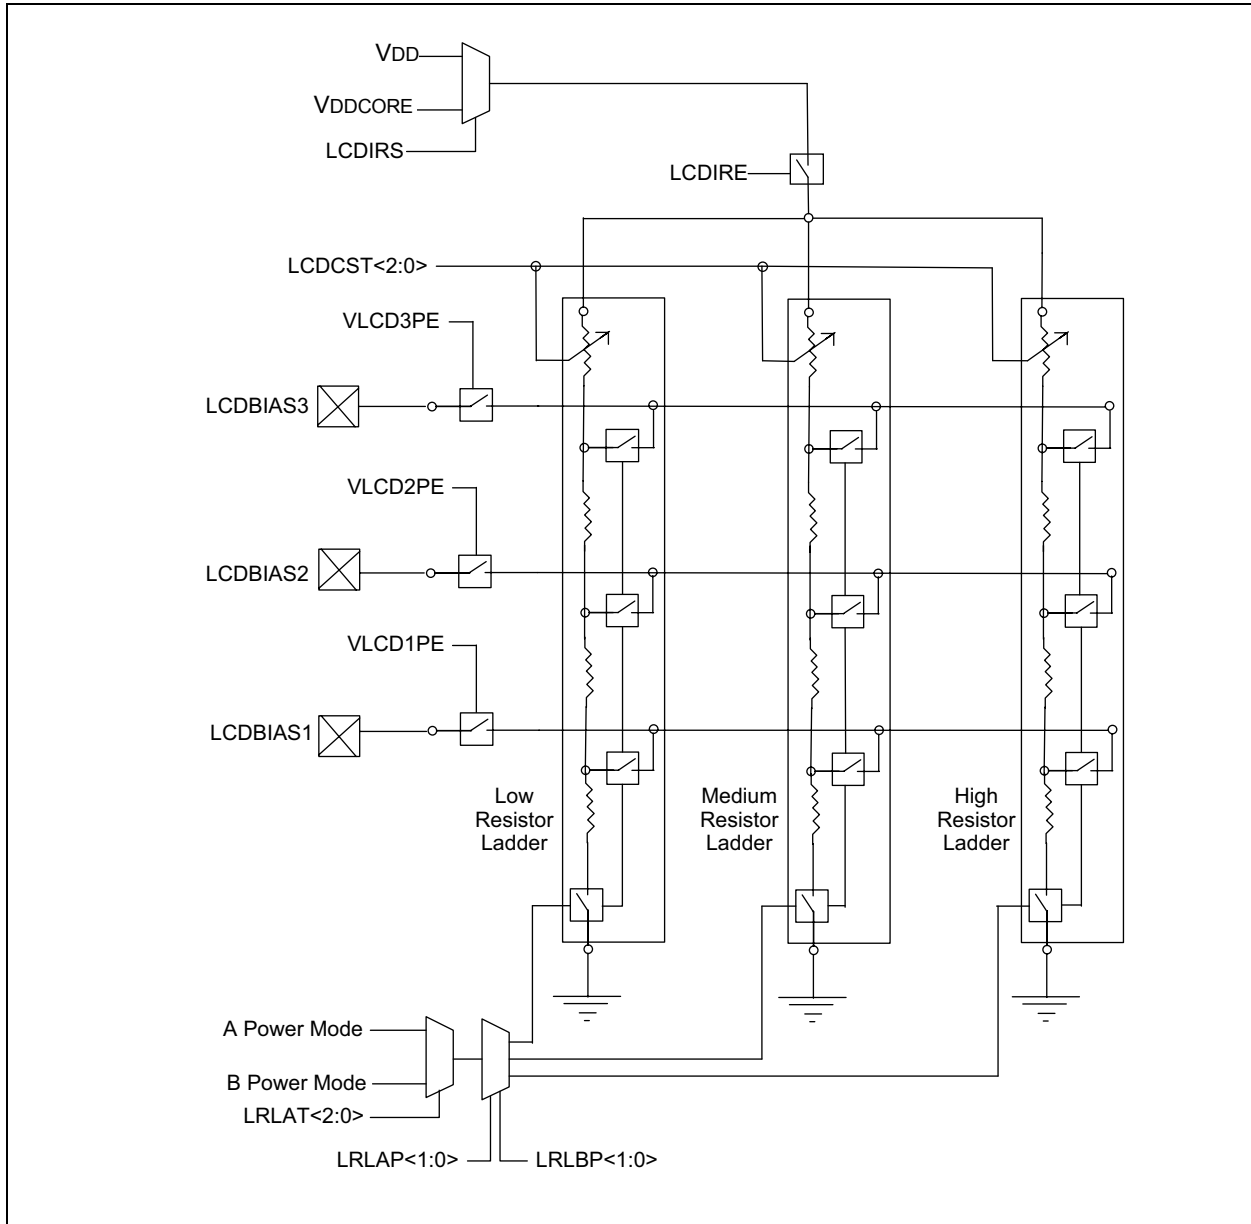 VDD
VDDCORE
LCDIRS
LCDIRE
LCDCST<2:0>
VLCD3PE
LCDBIAS3
VLCD2PE
LCDBIAS2
VLCD1PE
LCDBIAS1
Low
Resistor
Ladder
Medium
Resistor
Ladder
High
Resistor
Ladder
A Power Mode
B Power Mode
LRLAT<2:0>
LRLAP<1:0>
LRLBP<1:0>